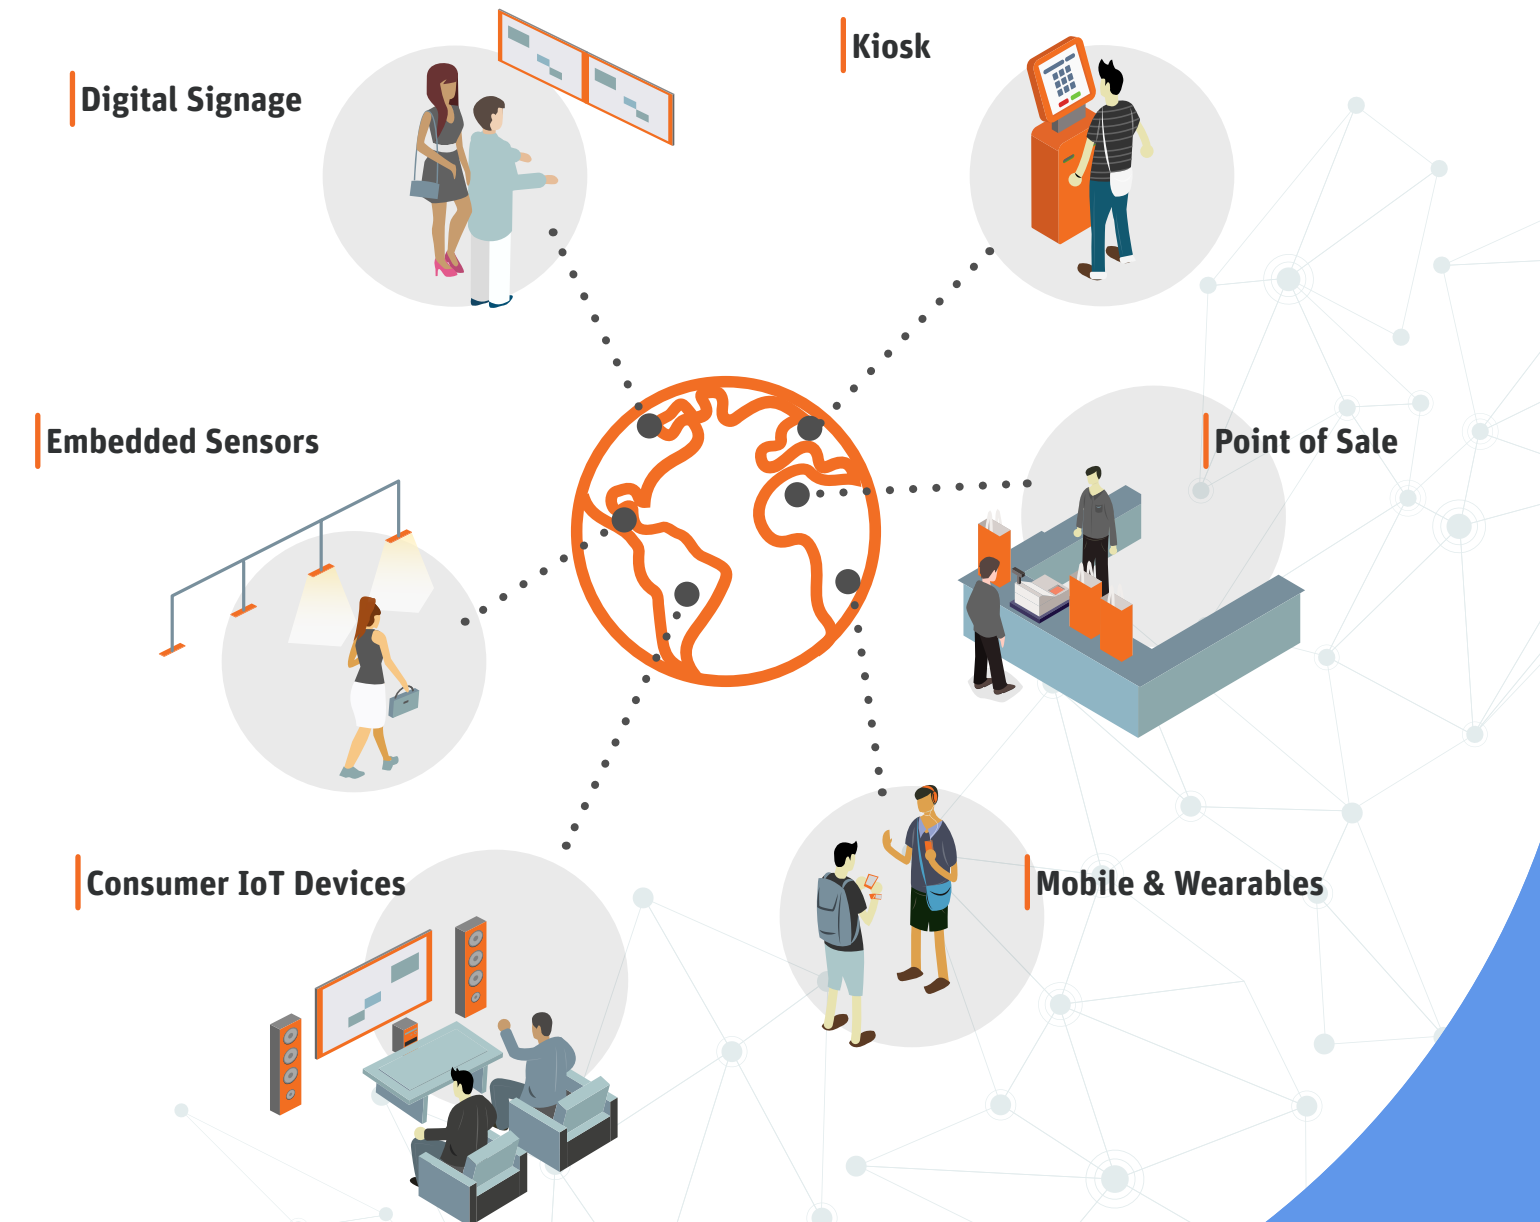 Digital Signage
Kiosk
Embedded Sensors
Point of Sale
Consumer IoT Devices
Mobile & Wearables